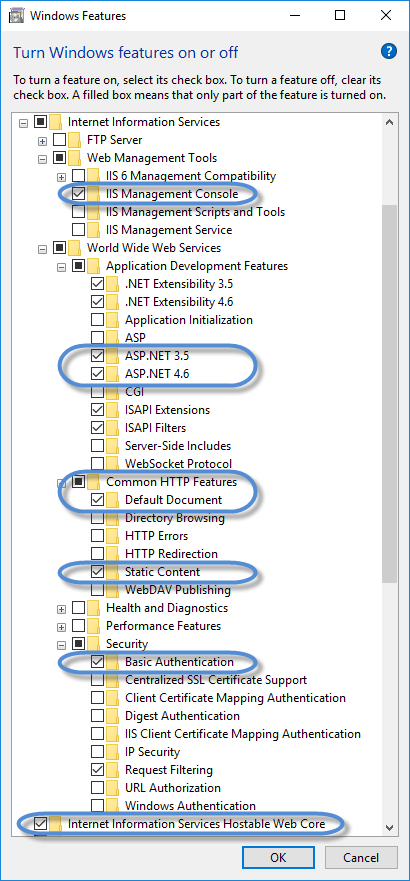 Windows Features
Turn Windows features on or off
?
To turn a feature on, select its check box. To turn a feature off, clear its
check box. A filled box means that only part of the feature is turned on.
Internet Information Services
FTP Server
Web Management Tools
IIS 6 Management Compatibility
IIS Management Console
IIS Management Scripts and Tools
IIS Management Service
World Wide Web Services
Application Development Features
.NET Extensibility 3.5
.NET Extensibility 4.6
Application Initialization
ASP
ASP.NET 3.5
ASP.NET 4.6
CGI
ISAPI Extensions
ISAPI Filters
Server-Side Includes
WebSocket Protocol
Common HTTP Features
Default Document
Directory Browsing
HTTP Errors
HTTP Redirection
Static Content
WebDAV Publishing
Health and Diagnostics
Performance Features
Security
Basic Authentication
Centralized SSL Certificate Support
Client Certificate Mapping Authentication
Digest Authentication
IIS Client Certificate Mapping Authentication
IP Security
Request Filtering
URL Authorization
Windows Authentication
Internet Information Services Hostable Web Core
OK
Cancel